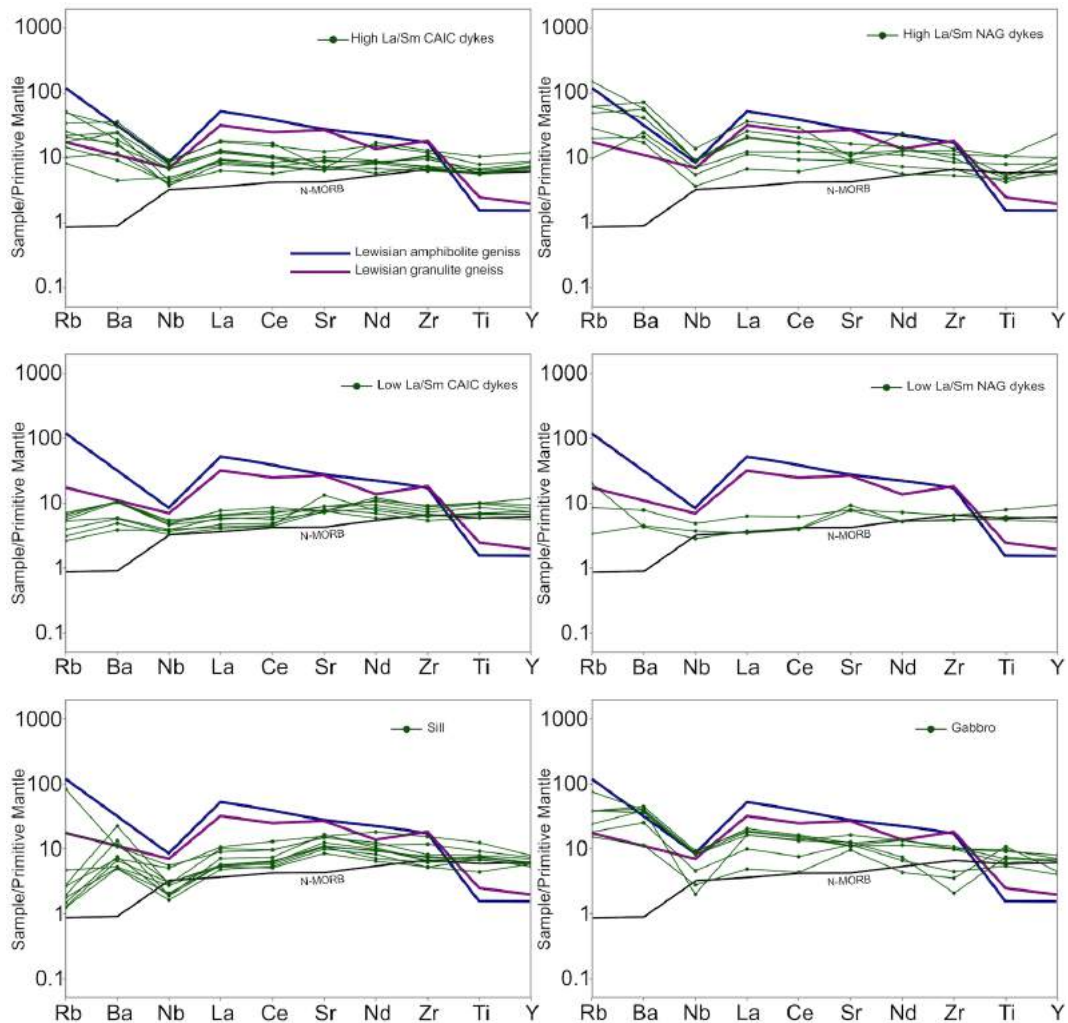 1000
100
10
1
0.1
Sample/Primitive Mantle
High La/Sm CAIC dykes
N-MORB
Lewisian amphibolite geniss
Lewisian granulite gneiss
Rb Ba Nb La Ce Sr Nd Zr Ti Y
1000
100
10
1
0.1
Sample/Primitive Mantle
High La/Sm NAG dykes
N-MORB
Rb Ba Nb La Ce Sr Nd Zr Ti Y
1000
100
10
1
0.1
Sample/Primitive Mantle
Low La/Sm CAIC dykes
N-MORB
Rb Ba Nb La Ce Sr Nd Zr Ti Y
1000
100
10
1
0.1
Sample/Primitive Mantle
Low La/Sm NAG dykes
N-MORB
Rb Ba Nb La Ce Sr Nd Zr Ti Y
1000
100
10
1
0.1
Sample/Primitive Mantle
Sill
N-MORB
Rb Ba Nb La Ce Sr Nd Zr Ti Y
1000
100
10
1
0.1
Sample/Primitive Mantle
Gabbro
N-MORB
Rb Ba Nb La Ce Sr Nd Zr Ti Y